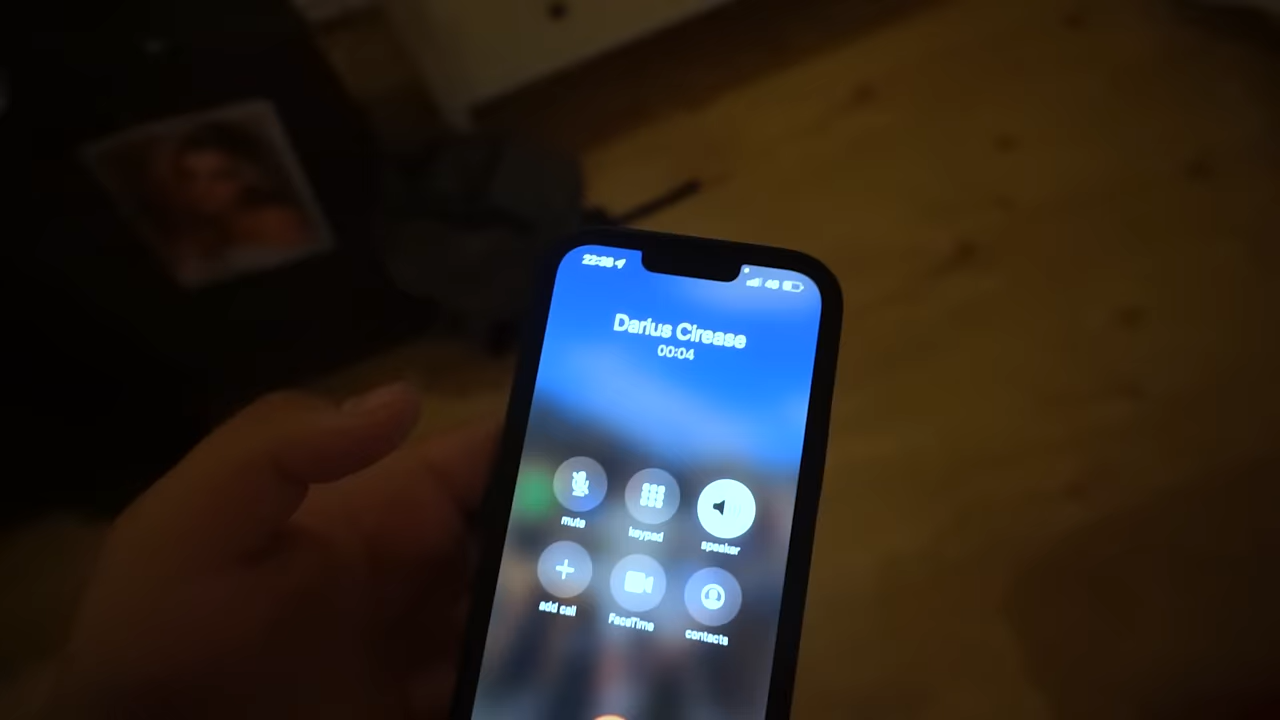 22:38
4G
Darius Cirease
00:04
mute
keypad
speaker
add call
FaceTime
contacts